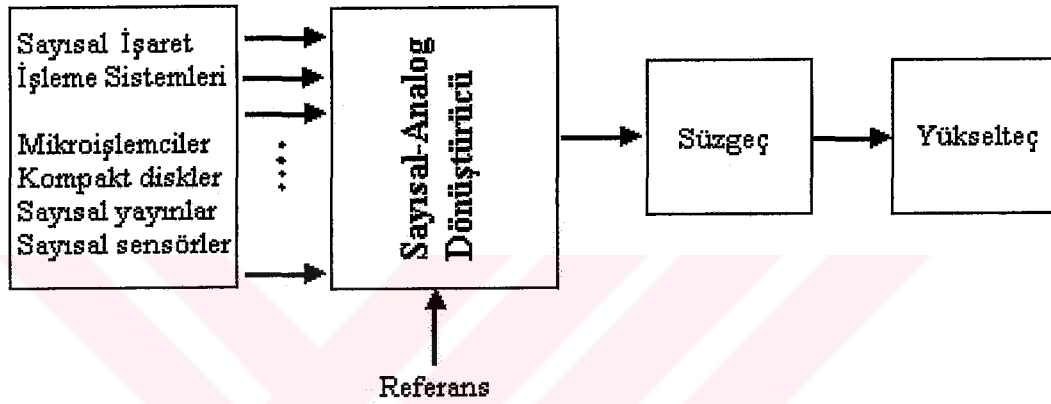 Sayısal İşaret
İşleme Sistemleri
Mikroişlemciler
Kompakt diskler
Sayısal yayınlar
Sayısal sensörler
Sayısal-Analog
Dönüştürücü
Süzgeç
Yükselteç
Referans